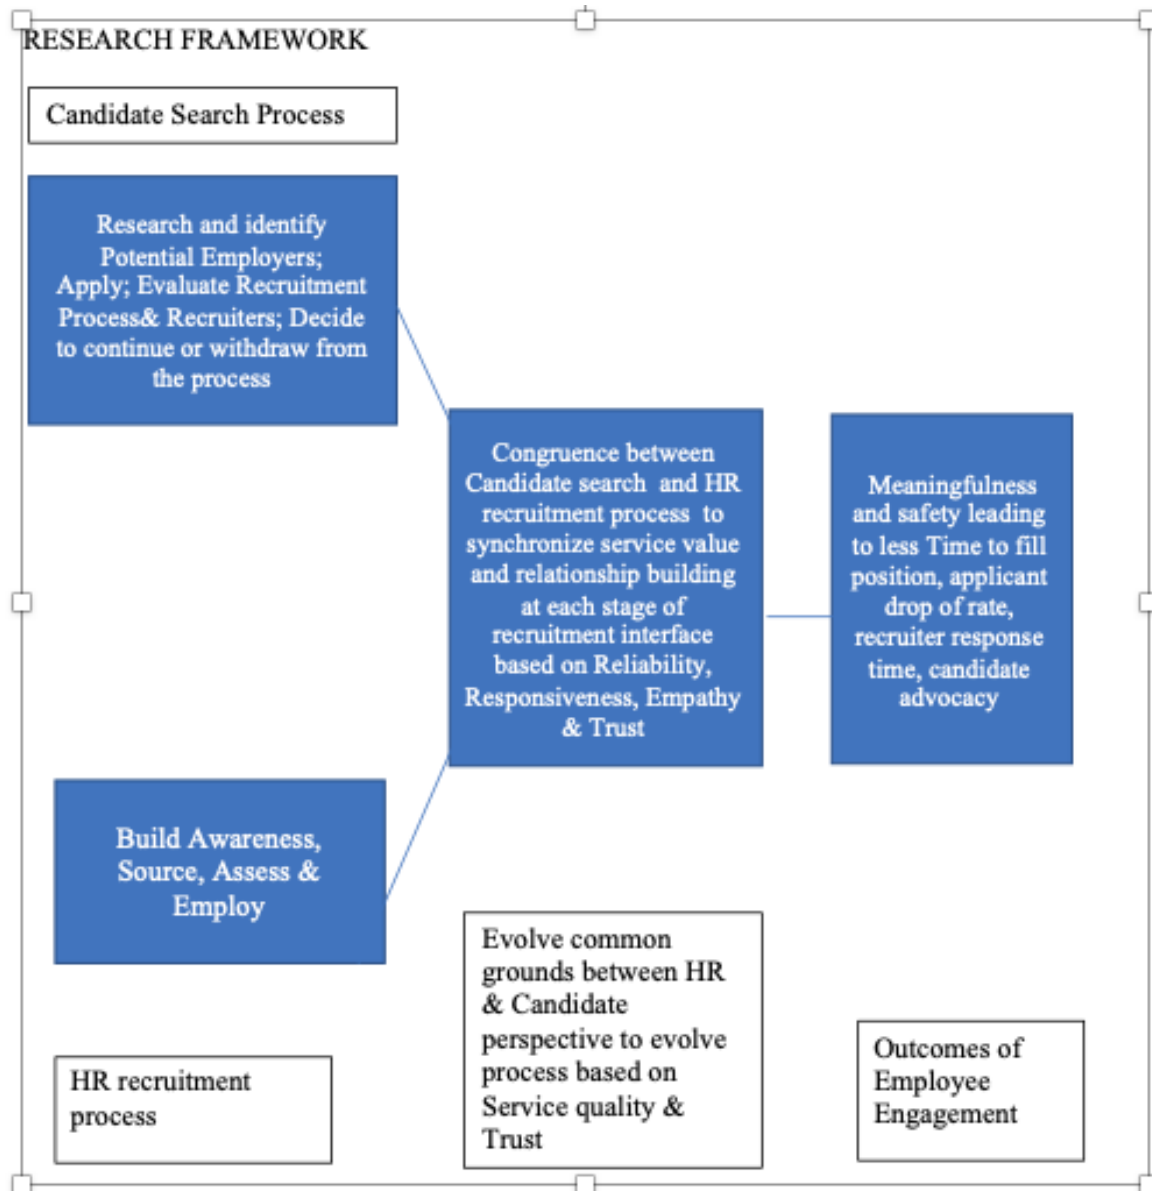 RESEARCH FRAMEWORK
Candidate Search Process
Research and identify
Potential Employers;
Apply; Evaluate Recruitment
Process& Recruiters; Decide
to continue or withdraw from
the process
Congruence between
Candidate search and HR
recruitment process to
synchronize service value
and relationship building
at each stage of
recruitment interface
based on Reliability,
Responsiveness, Empathy
& Trust
Meaningfulness
and safety leading
to less Time to fill
position, applicant
drop of rate,
recruiter response
time, candidate
advocacy
Build Awareness,
Source, Assess &
Employ
HR recruitment
process
Evolve common
grounds between HR
& Candidate
perspective to evolve
process based on
Service quality &
Trust
Outcomes of
Employee
Engagement